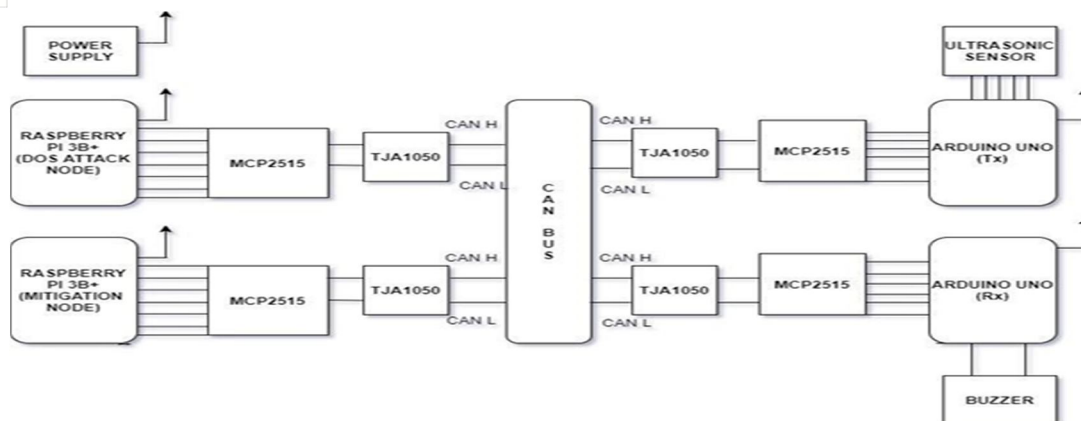 POWER
SUPPLY
ULTRASONIC
SENSOR
RASPBERRY
PI 3B+
(DOS ATTACK
NODE)
MCP2515
TJA1050
CAN H
CAN L
CAN BUS
CAN H
CAN L
TJA1050
MCP2515
ARDUINO UNO
(Tx)
RASPBERRY
PI 3B+
(MITIGATION
NODE)
MCP2515
TJA1050
CAN H
CAN L
CAN H
CAN L
TJA1050
MCP2515
ARDUINO UNO
(Rx)
BUZZER